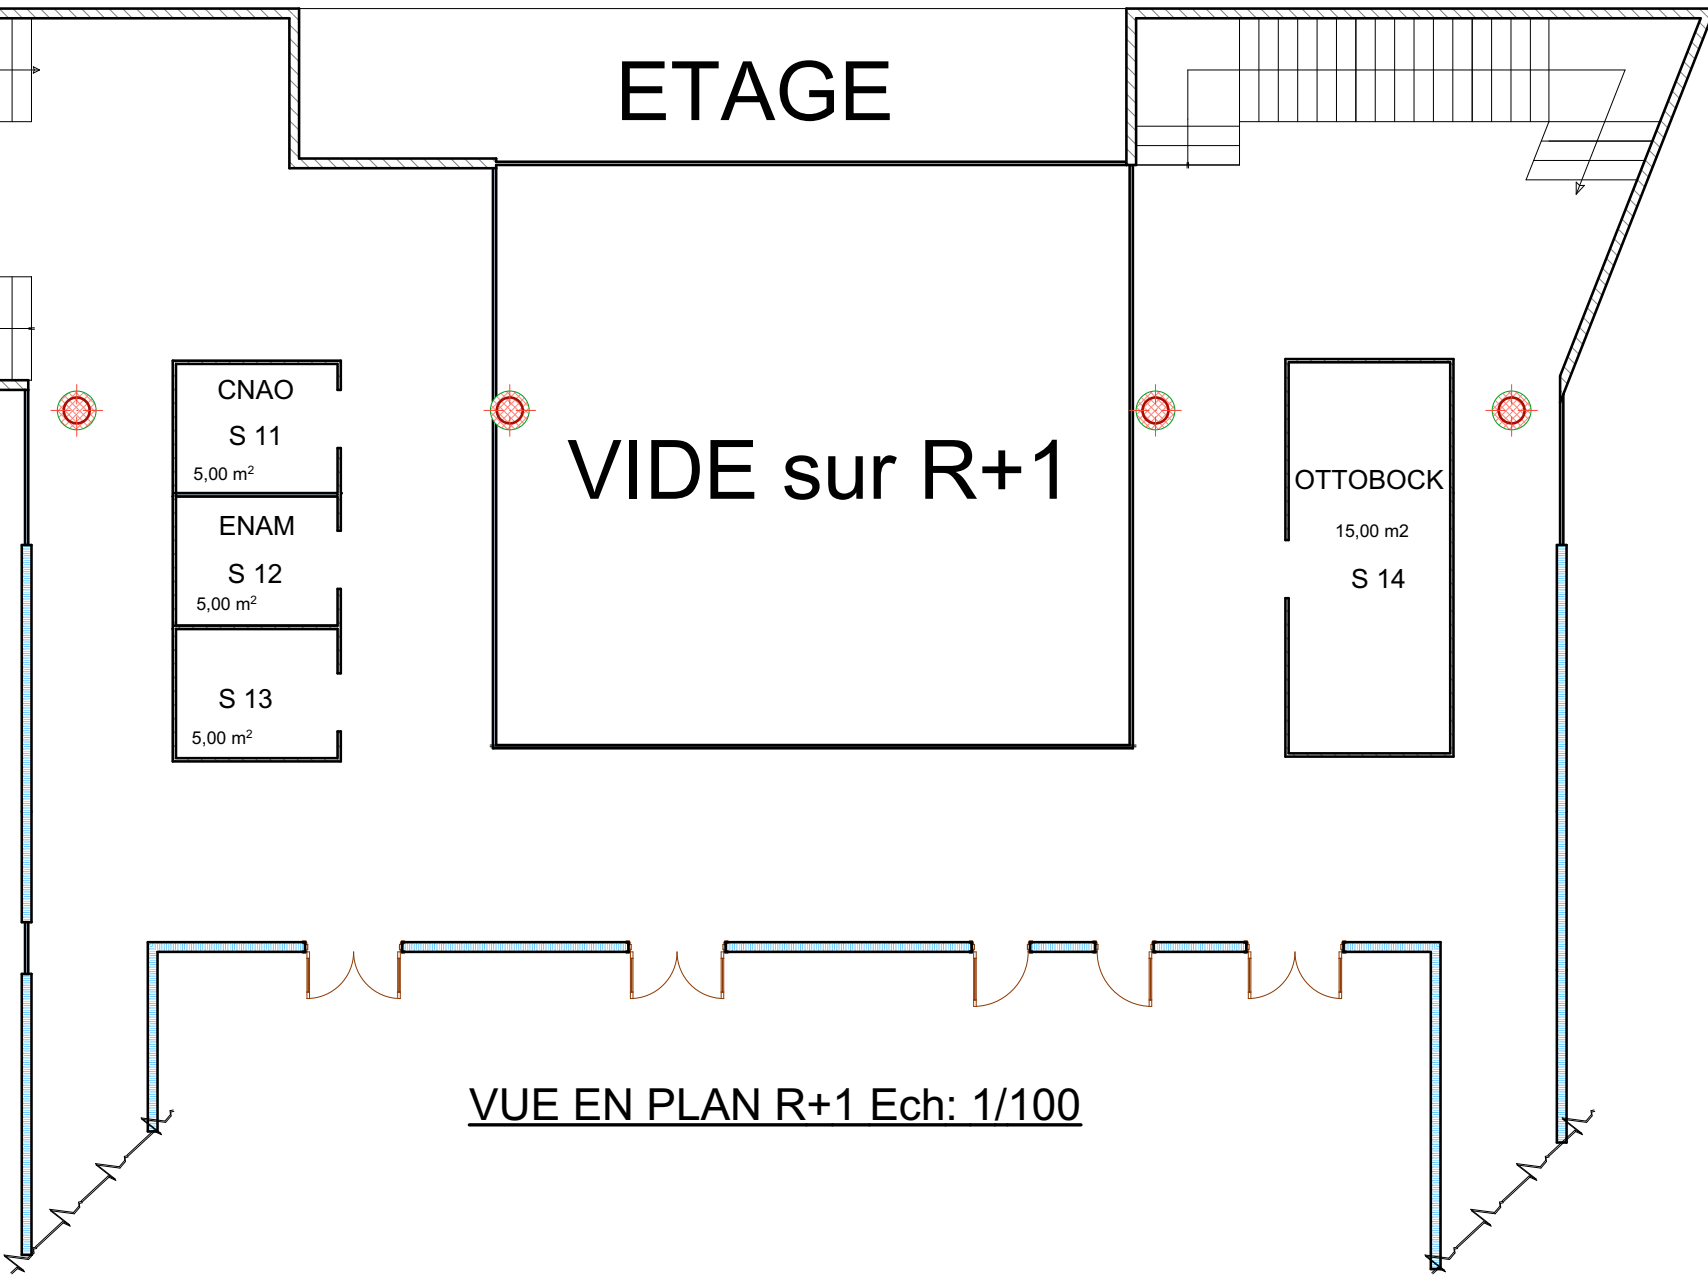 ETAGE
CNAO
S 11
5,00 m²
ENAM
S 12
5,00 m²
S 13
5,00 m²
VIDE sur R+1
OTTOBOCK
15,00 m2
S 14
VUE EN PLAN R+1 Ech: 1/100